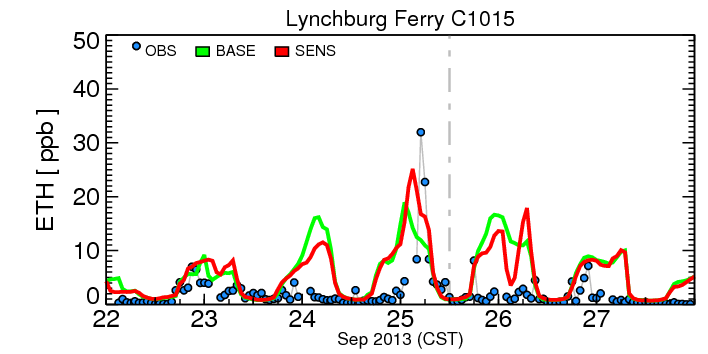 Lynchburg Ferry C1015
OBS BASE SENS
ETH [ ppb ]
50
40
30
20
10
0
22 23 24 25 26 27
Sep 2013 (CST)